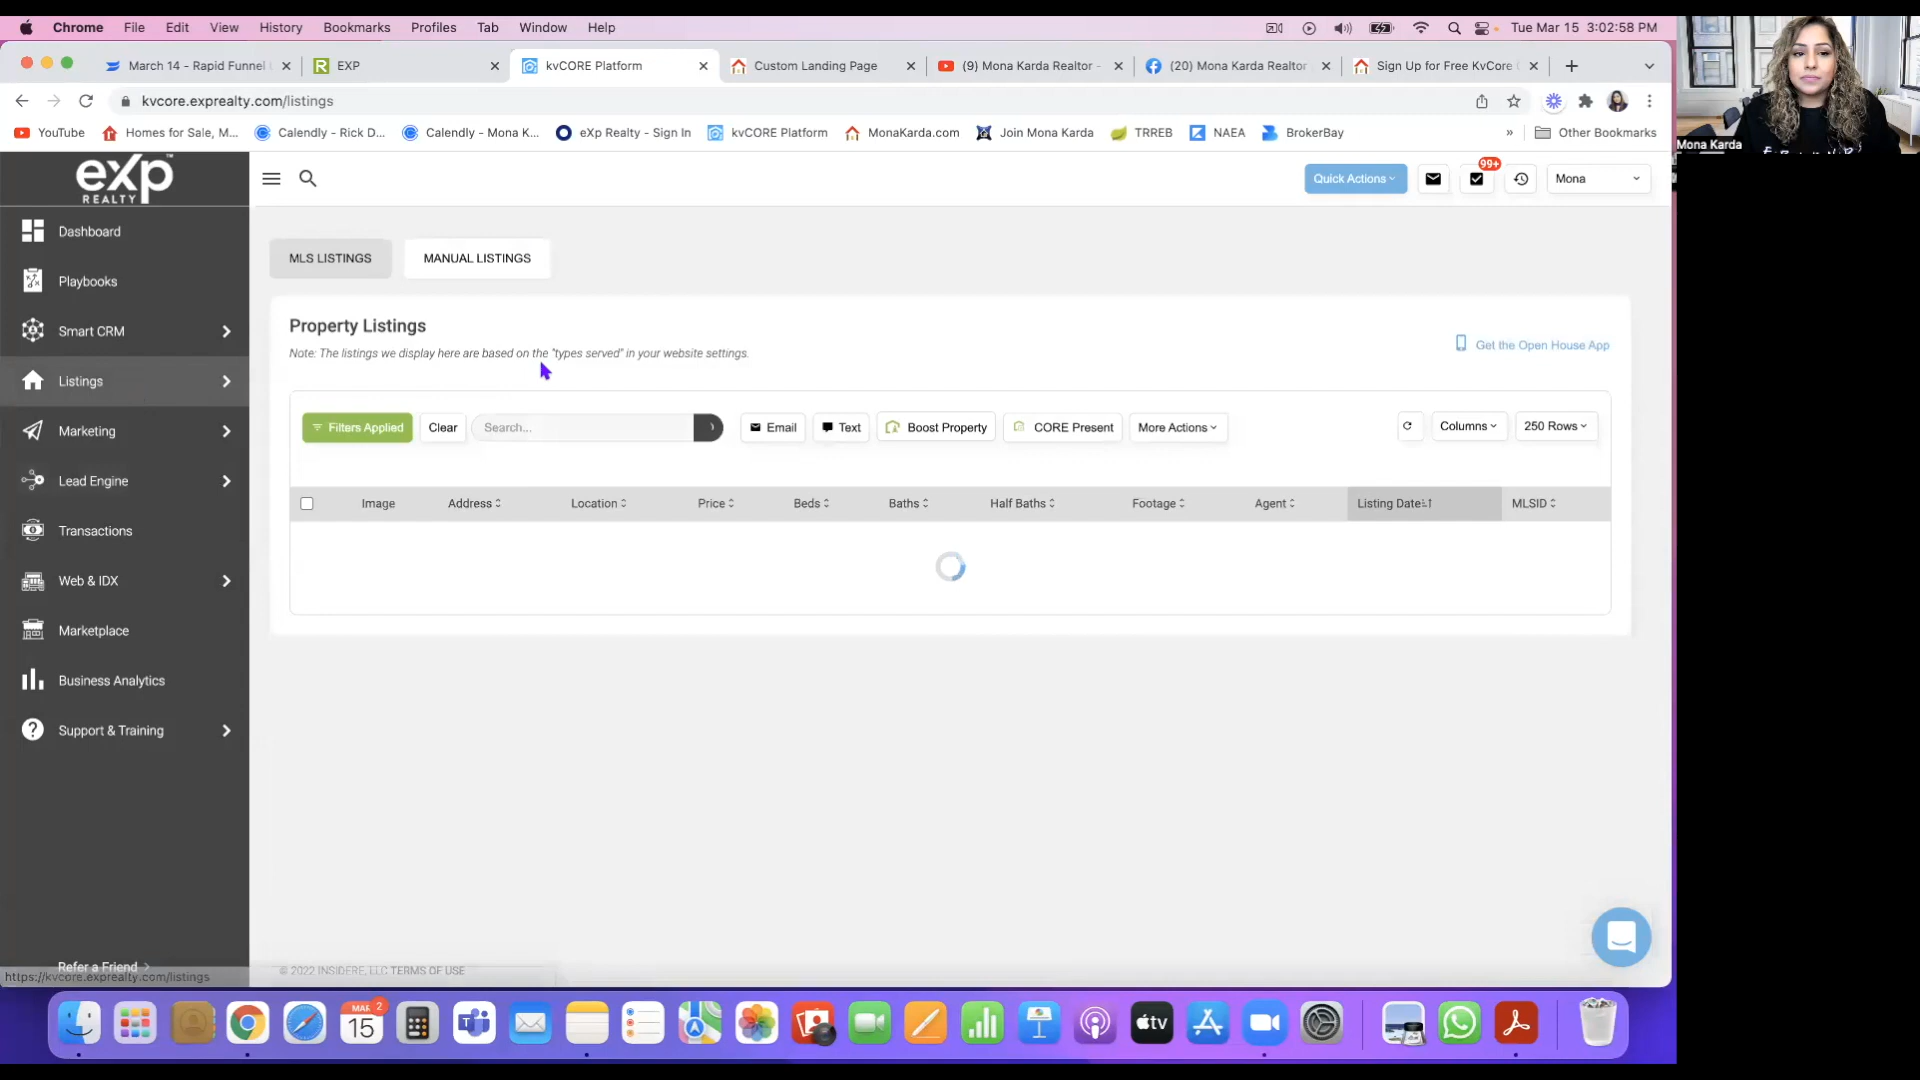 Chrome File Edit View History Bookmarks Profiles Tab Window Help Tue Mar 15 3:02:58 PM
March 14 - Rapid Funnel EXP kvCORE Platform Custom Landing Page (9) Mona Karda Realtor - (20) Mona Karda Realtor Sign Up for Free KvCore
kvcore.exprealty.com/listings
YouTube Homes for Sale, M... Calendly - Rick D... Calendly - Mona K... eXp Realty - Sign In kvCORE Platform MonaKarda.com Join Mona Karda TRREB NAEA BrokerBay » Other Bookmarks
Mona Karda
exp REALTY
Quick Actions 99+ Mona
Dashboard
Playbooks
Smart CRM
Listings
Marketing
Lead Engine
Transactions
Web & IDX
Marketplace
Business Analytics
Support & Training
Refer a Friend >
https://kvcore.exprealty.com/listings
MLS LISTINGS MANUAL LISTINGS
Property Listings
Note: The listings we display here are based on the "types served" in your website settings.
Get the Open House App
Filters Applied Clear Search... Email Text Boost Property CORE Present More Actions Columns 250 Rows
Image Address Location Price Beds Baths Half Baths Footage Agent Listing Date MLSID
© 2022 INSIDERE, LLC TERMS OF USE
MAR 2
15
tv